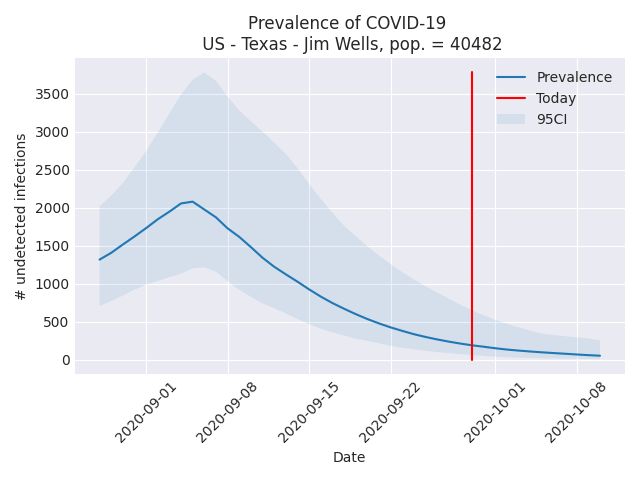 Prevalence of COVID-19
US - Texas - Jim Wells, pop. = 40482
Prevalence
Today
95CI
# undetected infections
3500
3000
2500
2000
1500
1000
500
0
2020-09-01
2020-09-08
2020-09-15
2020-09-22
2020-10-01
2020-10-08
Date